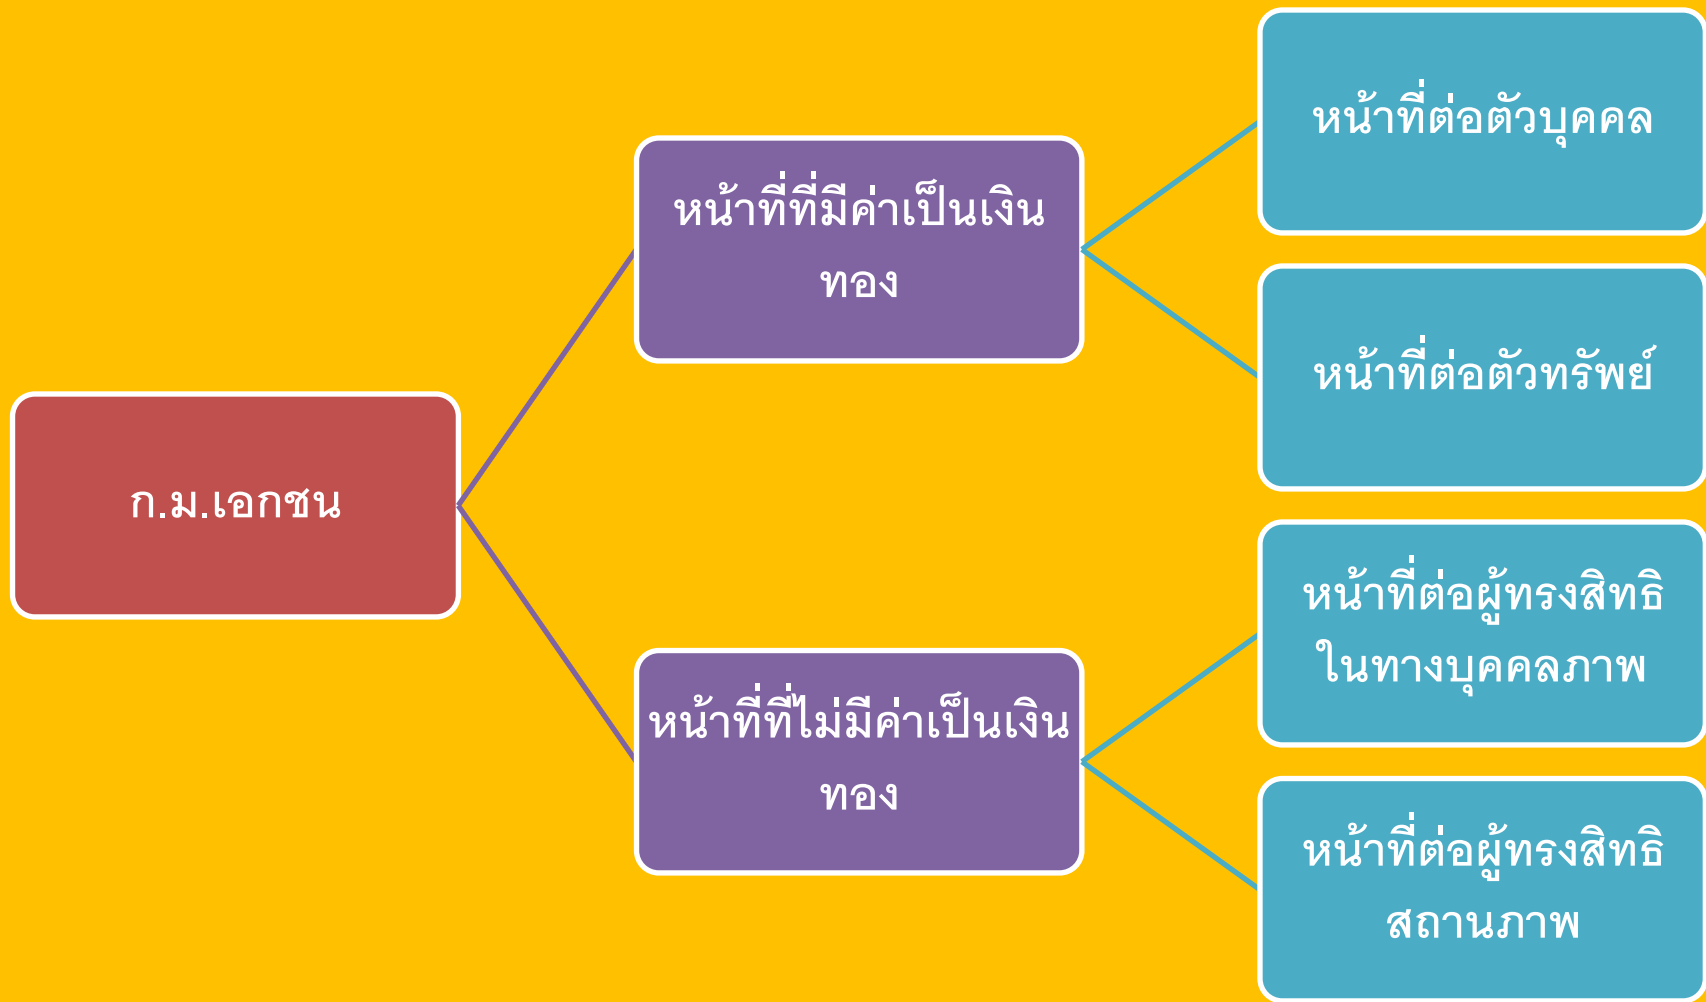 ก.ม.เอกชน
หน้าที่ที่มีค่าเป็นเงิน
ทอง
หน้าที่ต่อตัวบุคคล
หน้าที่ต่อตัวทรัพย์
หน้าที่ที่ไม่มีค่าเป็นเงิน
ทอง
หน้าที่ต่อผู้ทรงสิทธิ
ในทางบุคคลภาพ
หน้าที่ต่อผู้ทรงสิทธิ
สถานภาพ